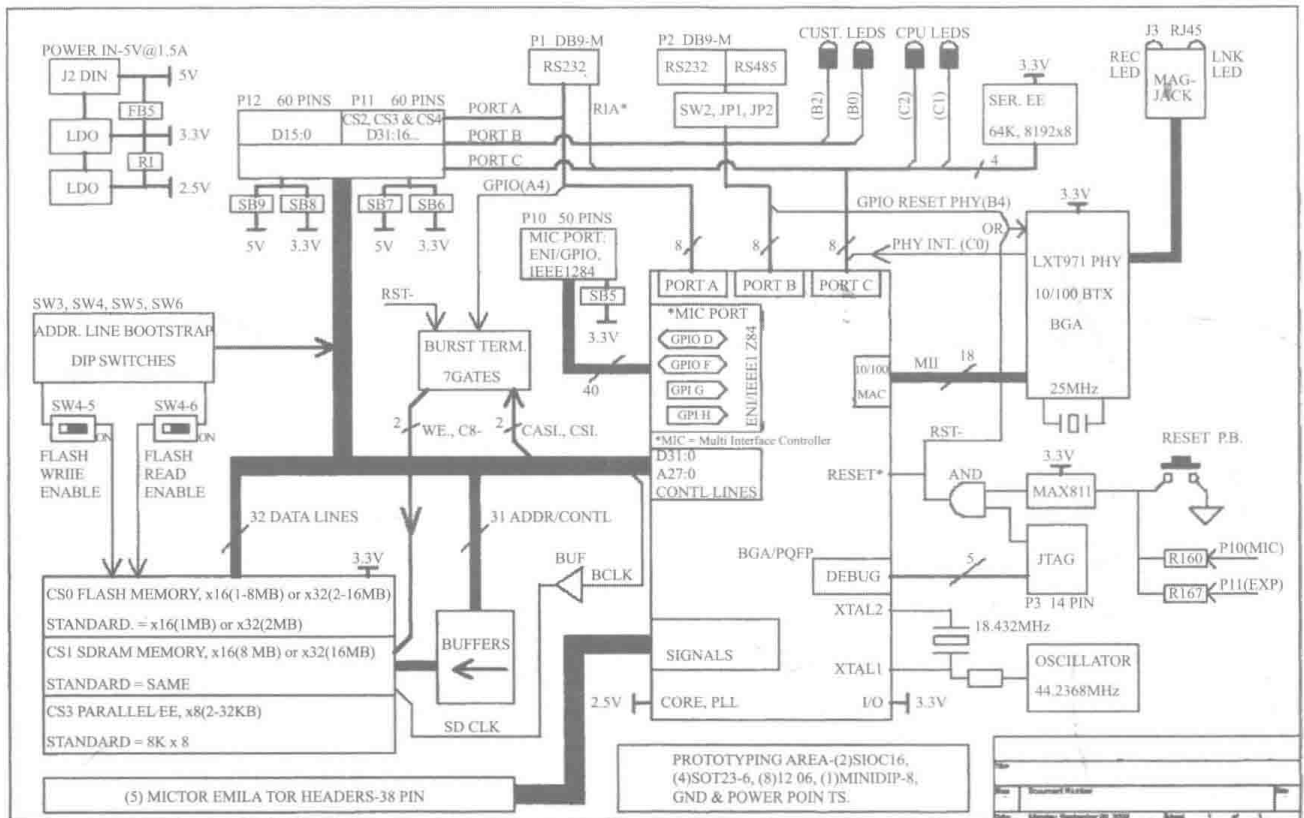 POWER IN-5V@1.5A
J2 DIN
5V
FB5
LDO
3.3V
R1
LDO
2.5V
P12 60 PINS
P11 60 PINS
D15:0
CS2, CS3 & CS4
D31:16...
PORT A
PORT B
PORT C
SB9
SB8
SB7
SB6
5V
3.3V
5V
3.3V
P1 DB9-M
RS232
RIA*
P2 DB9-M
RS232
RS485
SW2, JP1, JP2
CUST. LEDS
CPU LEDS
(B2)
(B0)
(C2)
(C1)
3.3V
SER. EE
64K, 8192x8
4
J3 RJ45
REC LED
LNK LED
MAG-
JACK
GPIO(A4)
P10 50 PINS
MIC PORT:
ENI/GPIO,
IEEE1284
SB5
3.3V
40
8
8
8
GPIO RESET PHY(B4)
OR
PHY INT. (C0)
3.3V
LXT971 PHY
10/100 BTX
BGA
25MHz
PORT A
PORT B
PORT C
*MIC PORT
GPIO D
GPIO F
GPI G
GPI H
ENI/IEEE1 Z84
10/100
MAC
MII
18
*MIC = Multi Interface Controller
D31:0
A27:0
CONTL-LINES
SW3, SW4, SW5, SW6
ADDR. LINE BOOTSTRAP
DIP SWITCHES
SW4-5
ON
SW4-6
ON
FLASH
WRIIE
ENABLE
FLASH
READ
ENABLE
RST-
BURST TERM.
7GATES
2
WE., C8-
2
CASI., CSI.
RST-
RESET*
AND
3.3V
MAX811
RESET P.B.
JTAG
P3 14 PIN
5
R160
P10(MIC)
R167
P11(EXP)
BGA/PQFP
DEBUG
XTAL2
18.432MHz
XTAL1
OSCILLATOR
44.2368MHz
I/O
3.3V
32 DATA LINES
31 ADDR/CONTL
BUF
BCLK
3.3V
CS0 FLASH MEMORY, x16(1-8MB) or x32(2-16MB)
STANDARD. = x16(1MB) or x32(2MB)
CS1 SDRAM MEMORY, x16(8 MB) or x32(16MB)
STANDARD = SAME
CS3 PARALLEL EE, x8(2-32KB)
STANDARD = 8K x 8
BUFFERS
SD CLK
SIGNALS
2.5V
CORE, PLL
(5) MICTOR EMILA TOR HEADERS-38 PIN
PROTOTYPING AREA-(2)SIOC16,
(4)SOT23-6, (8)12 06, (1)MINIDIP-8,
GND & POWER POIN TS.
Document Number